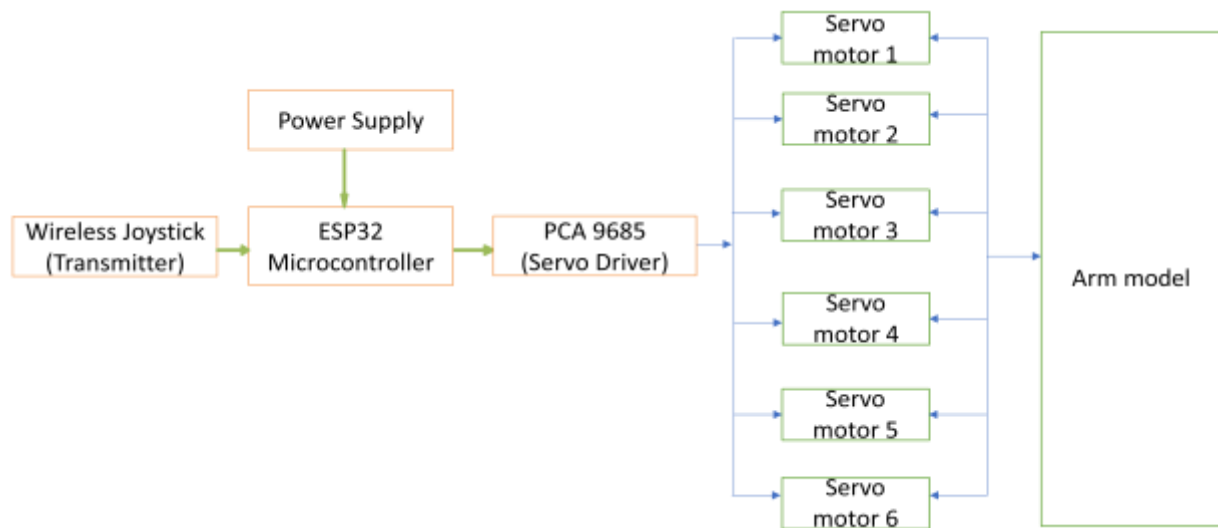 Power Supply
Wireless Joystick
(Transmitter)
ESP32
Microcontroller
PCA 9685
(Servo Driver)
Servo
motor 1
Servo
motor 2
Servo
motor 3
Servo
motor 4
Servo
motor 5
Servo
motor 6
Arm model